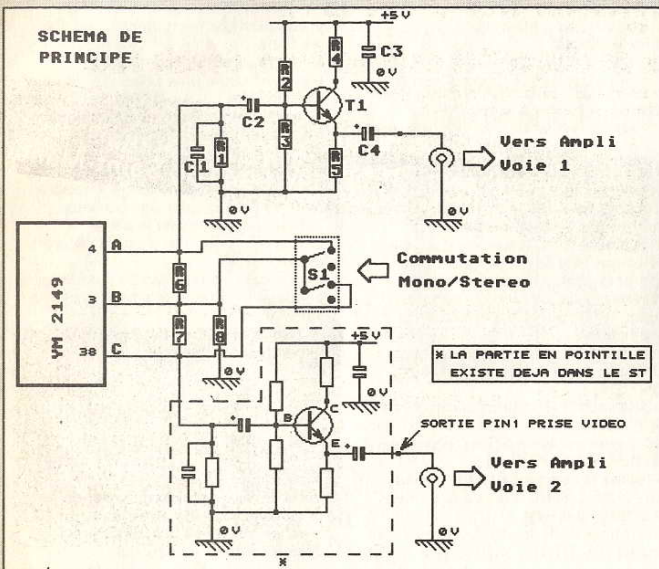 SCHEMA DE
PRINCIPE
+5V
R2
R4
C3
0V
T1
C2
R3
C4
R5
C1
R1
0V
0V
Vers Ampli
Voie 1
YM 2149
4
A
R6
3
B
R7
38
C
R8
0V
S1
Commutation
Mono/Stereo
+5V
0V
B
C
E
0V
* LA PARTIE EN POINTILLE
EXISTE DEJA DANS LE ST
SORTIE PIN1 PRISE VIDEO
Vers Ampli
Voie 2
0V
*